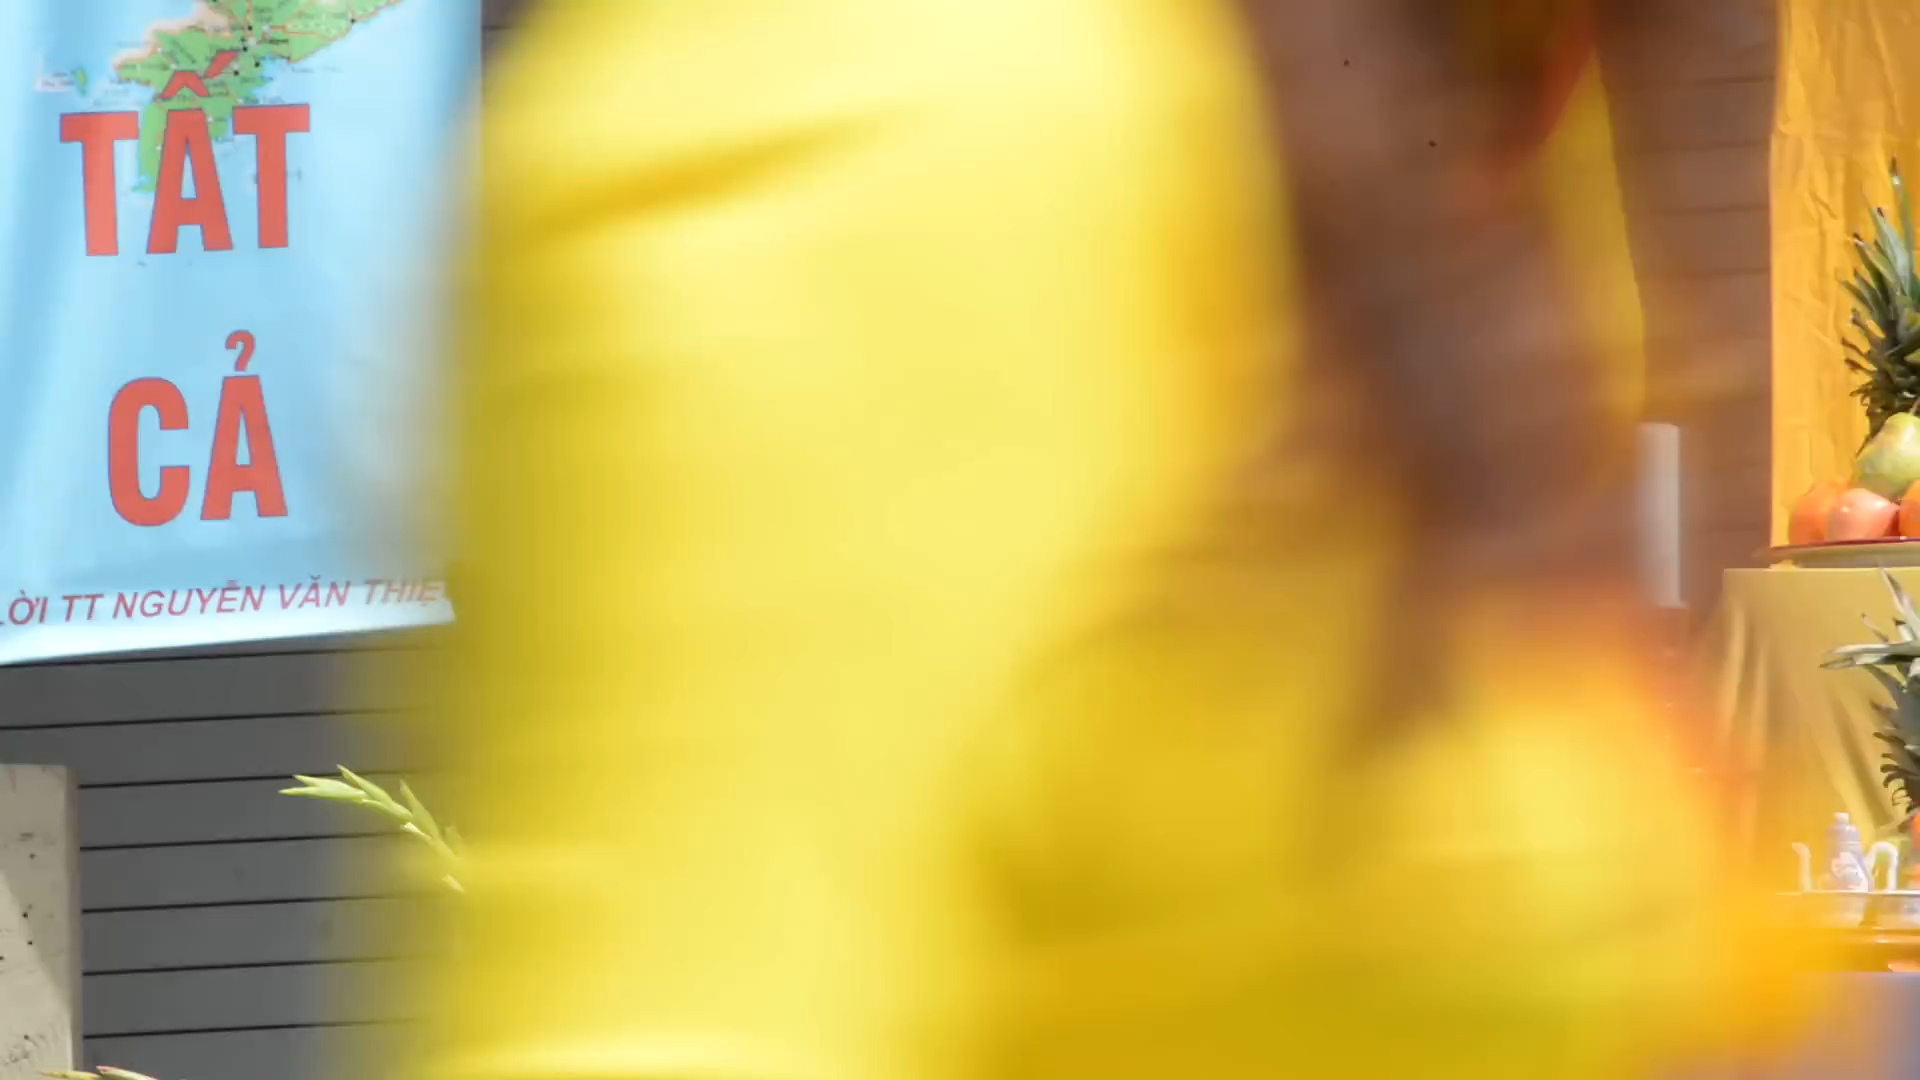 TẤT
CẢ
LỜI TT NGUYỄN VĂN THIỆ